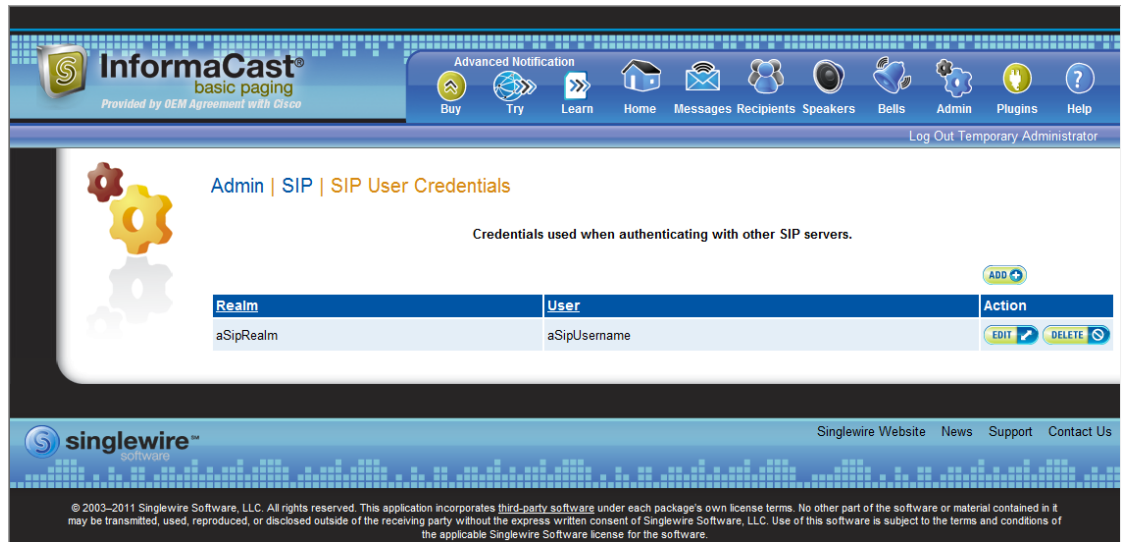 InformaCast®
basic paging
Provided by OEM Agreement with Cisco
Advanced Notification
Buy Try Learn Home Messages Recipients Speakers Bells Admin Plugins Help
Log Out Temporary Administrator
Admin | SIP | SIP User Credentials
Credentials used when authenticating with other SIP servers.
ADD
Realm User Action
aSipRealm aSipUsername EDIT DELETE
singlewire℠
software
Singlewire Website News Support Contact Us
© 2003–2011 Singlewire Software, LLC. All rights reserved. This application incorporates third-party software under each package's own license terms. No other part of the software or material contained in it
may be transmitted, used, reproduced, or disclosed outside of the receiving party without the express written consent of Singlewire Software, LLC. Use of this software is subject to the terms and conditions of
the applicable Singlewire Software license for the software.